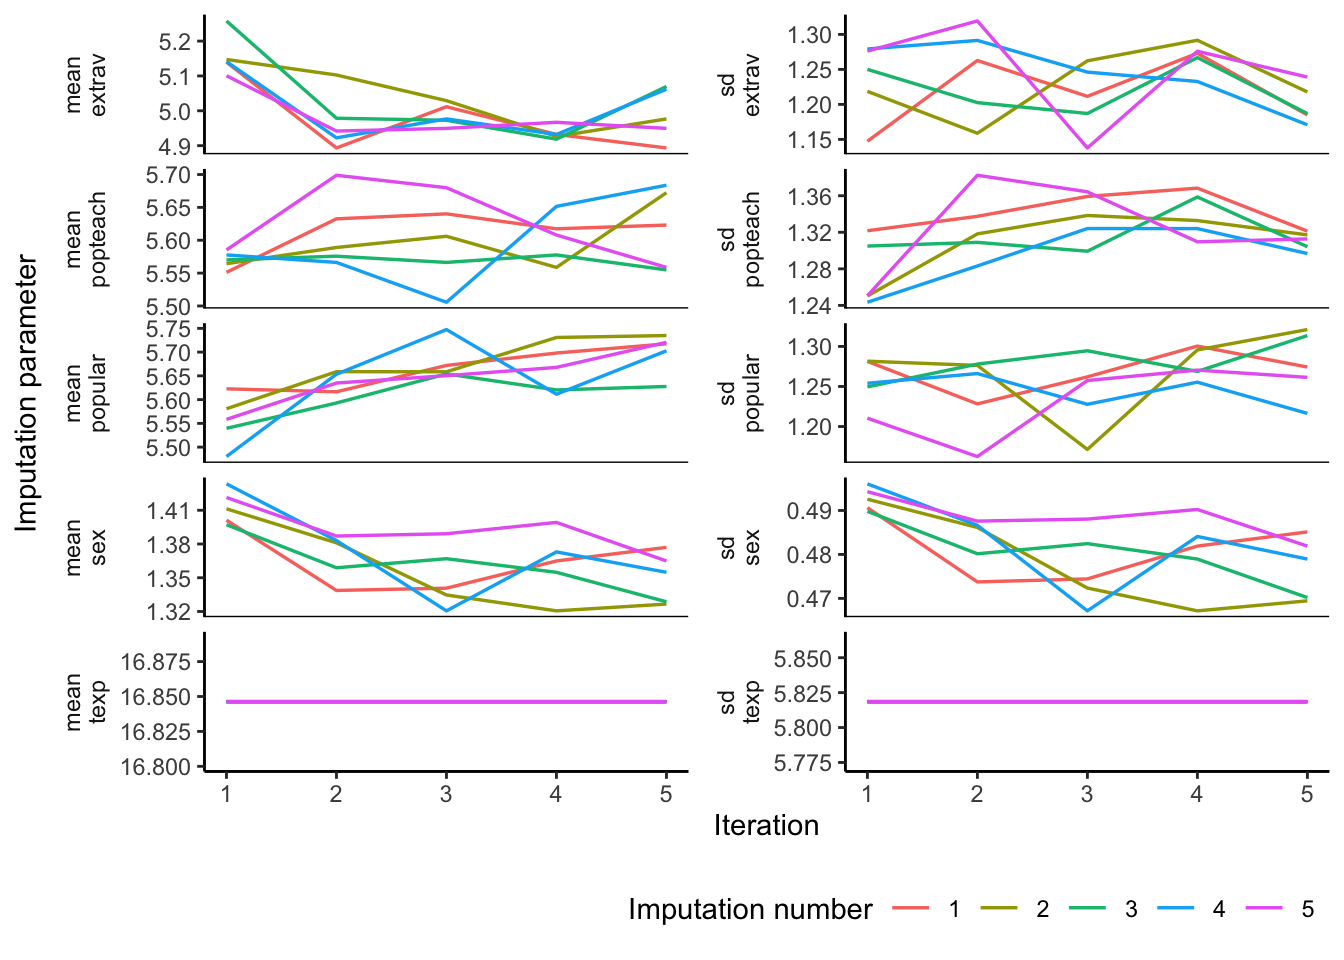 Imputation parameter
mean
extrav
5.2
5.1
5.0
4.9
sd
extrav
1.30
1.25
1.20
1.15
mean
popteach
5.70
5.65
5.60
5.55
5.50
sd
popteach
1.36
1.32
1.28
1.24
mean
popular
5.75
5.70
5.65
5.60
5.55
5.50
sd
popular
1.30
1.25
1.20
mean
sex
1.41
1.38
1.35
1.32
sd
sex
0.49
0.48
0.47
mean
texp
16.875
16.850
16.825
16.800
sd
texp
5.850
5.825
5.800
5.775
1 2 3 4 5
1 2 3 4 5
Iteration
Imputation number 1 2 3 4 5